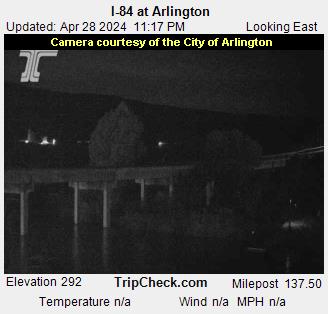 I-84 at Arlington
Updated: Apr 28 2024 11:17 PM Looking East
Camera courtesy of the City of Arlington
Elevation 292 TripCheck.com Milepost 137.50
Temperature n/a Wind n/a MPH n/a